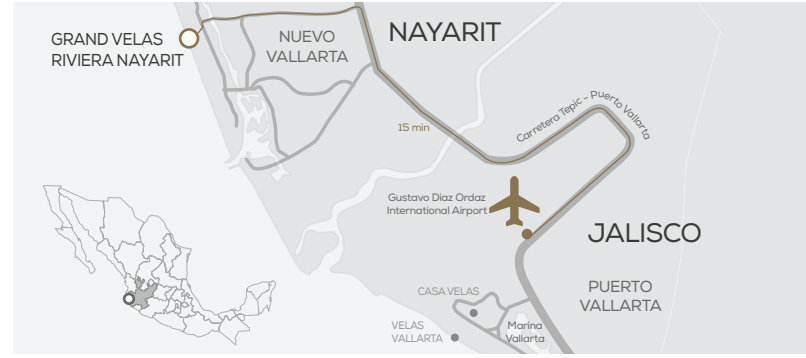 GRAND VELAS
RIVIERA NAYARIT
NUEVO
VALLARTA
NAYARIT
15 min
Carretera Tepic - Puerto Vallarta
Gustavo Diaz Ordaz
International Airport
JALISCO
PUERTO
VALLARTA
CASA VELAS
VELAS
VALLARTA
Marina
Vallarta